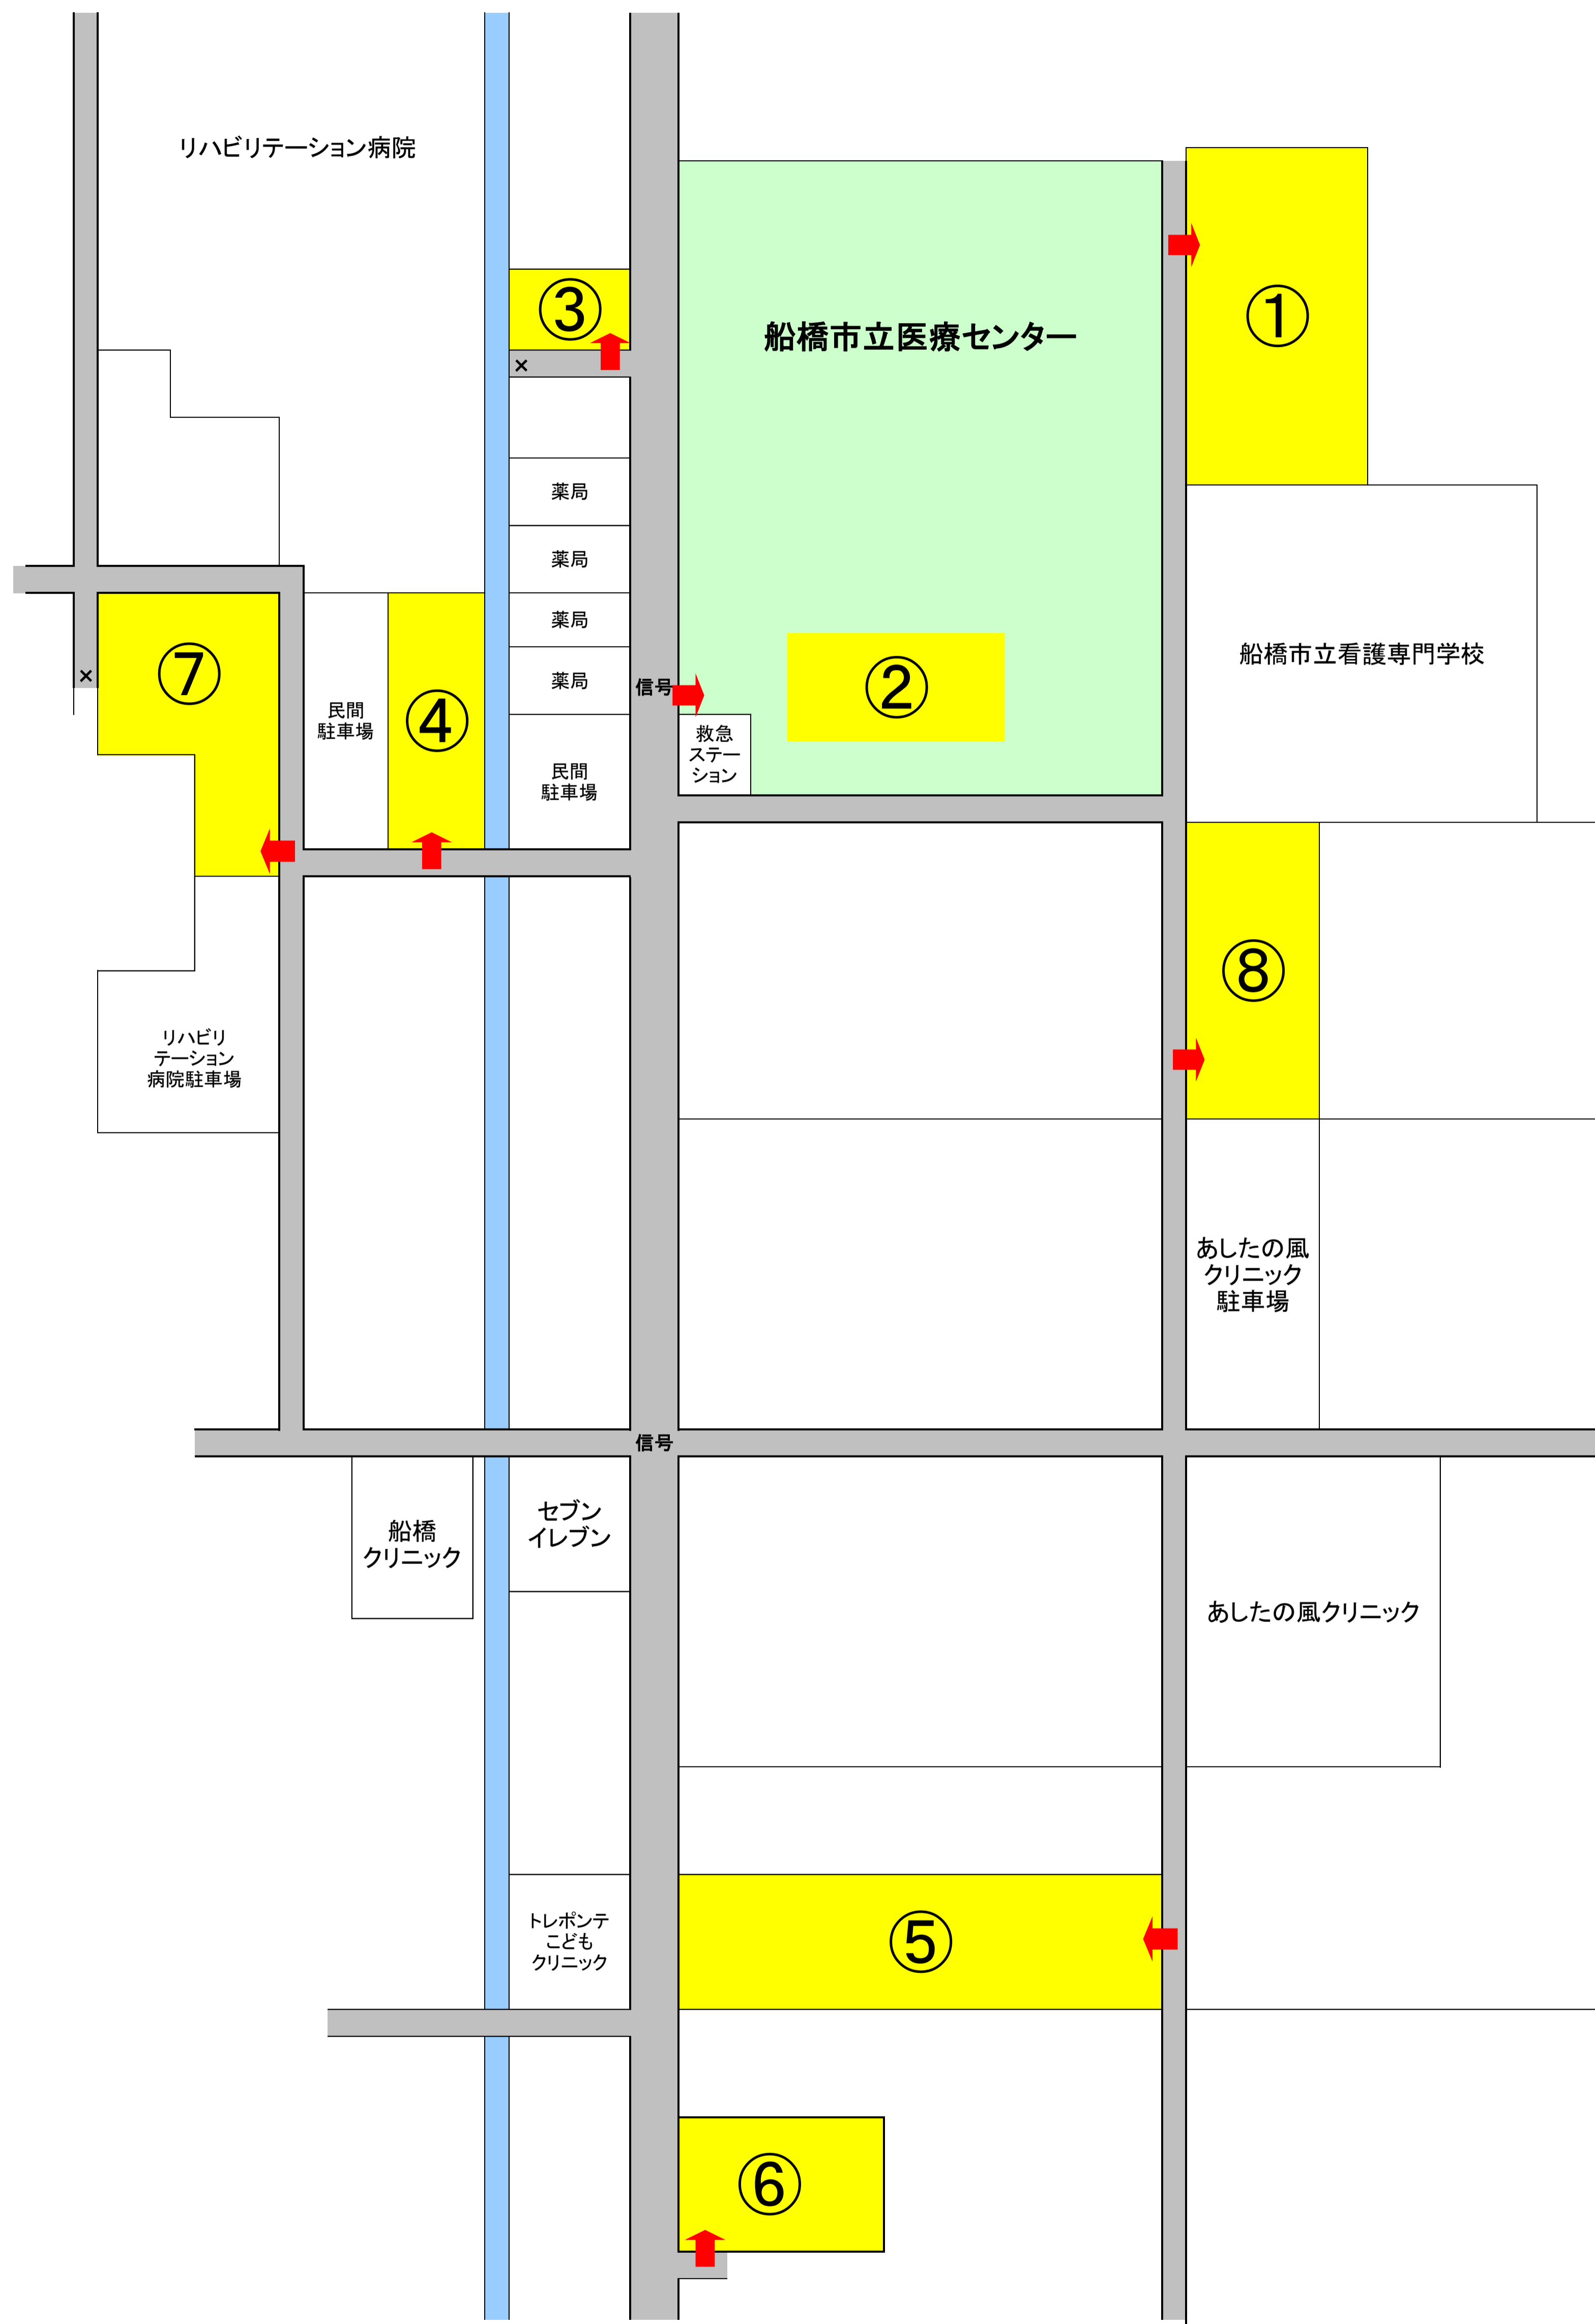 リハビリテーション病院
③
船橋市立医療センター
①
×
薬局
薬局
薬局
薬局
船橋市立看護専門学校
⑦
×
④
民間
駐車場
信号
②
救急
ステー
ション
民間
駐車場
⑧
リハビリ
テーション
病院駐車場
あしたの風
クリニック
駐車場
信号
船橋
クリニック
セブン
イレブン
あしたの風クリニック
トレポンテ
こども
クリニック
⑤
⑥